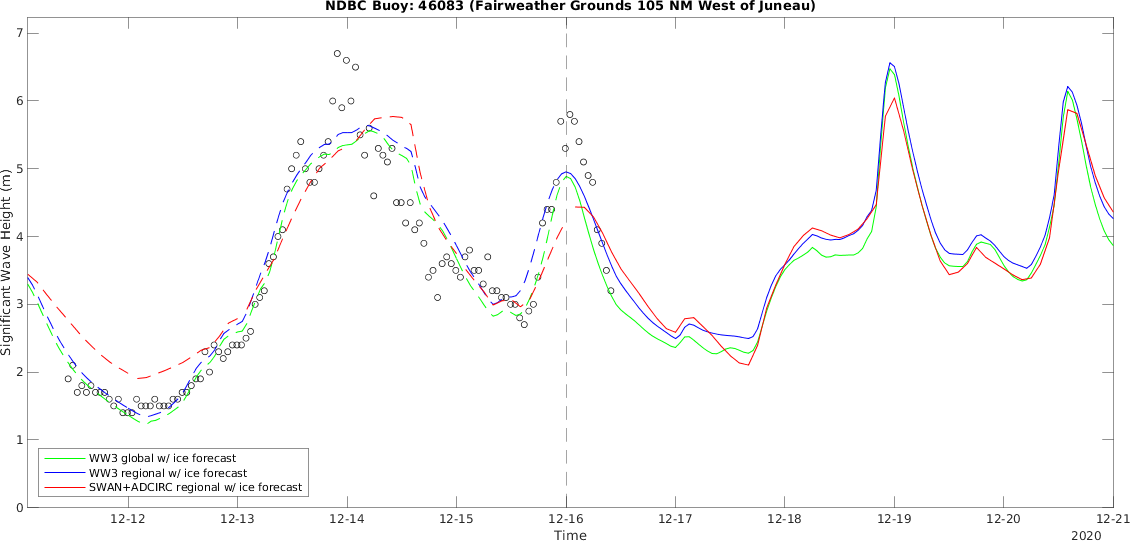 NDBC Buoy: 46083 (Fairweather Grounds 105 NM West of Juneau)
Significant Wave Height (m)
7
6
5
4
3
2
1
0
WW3 global w/ ice forecast
WW3 regional w/ ice forecast
SWAN+ADCIRC regional w/ ice forecast
12-12 12-13 12-14 12-15 12-16 12-17 12-18 12-19 12-20 12-21
Time
2020